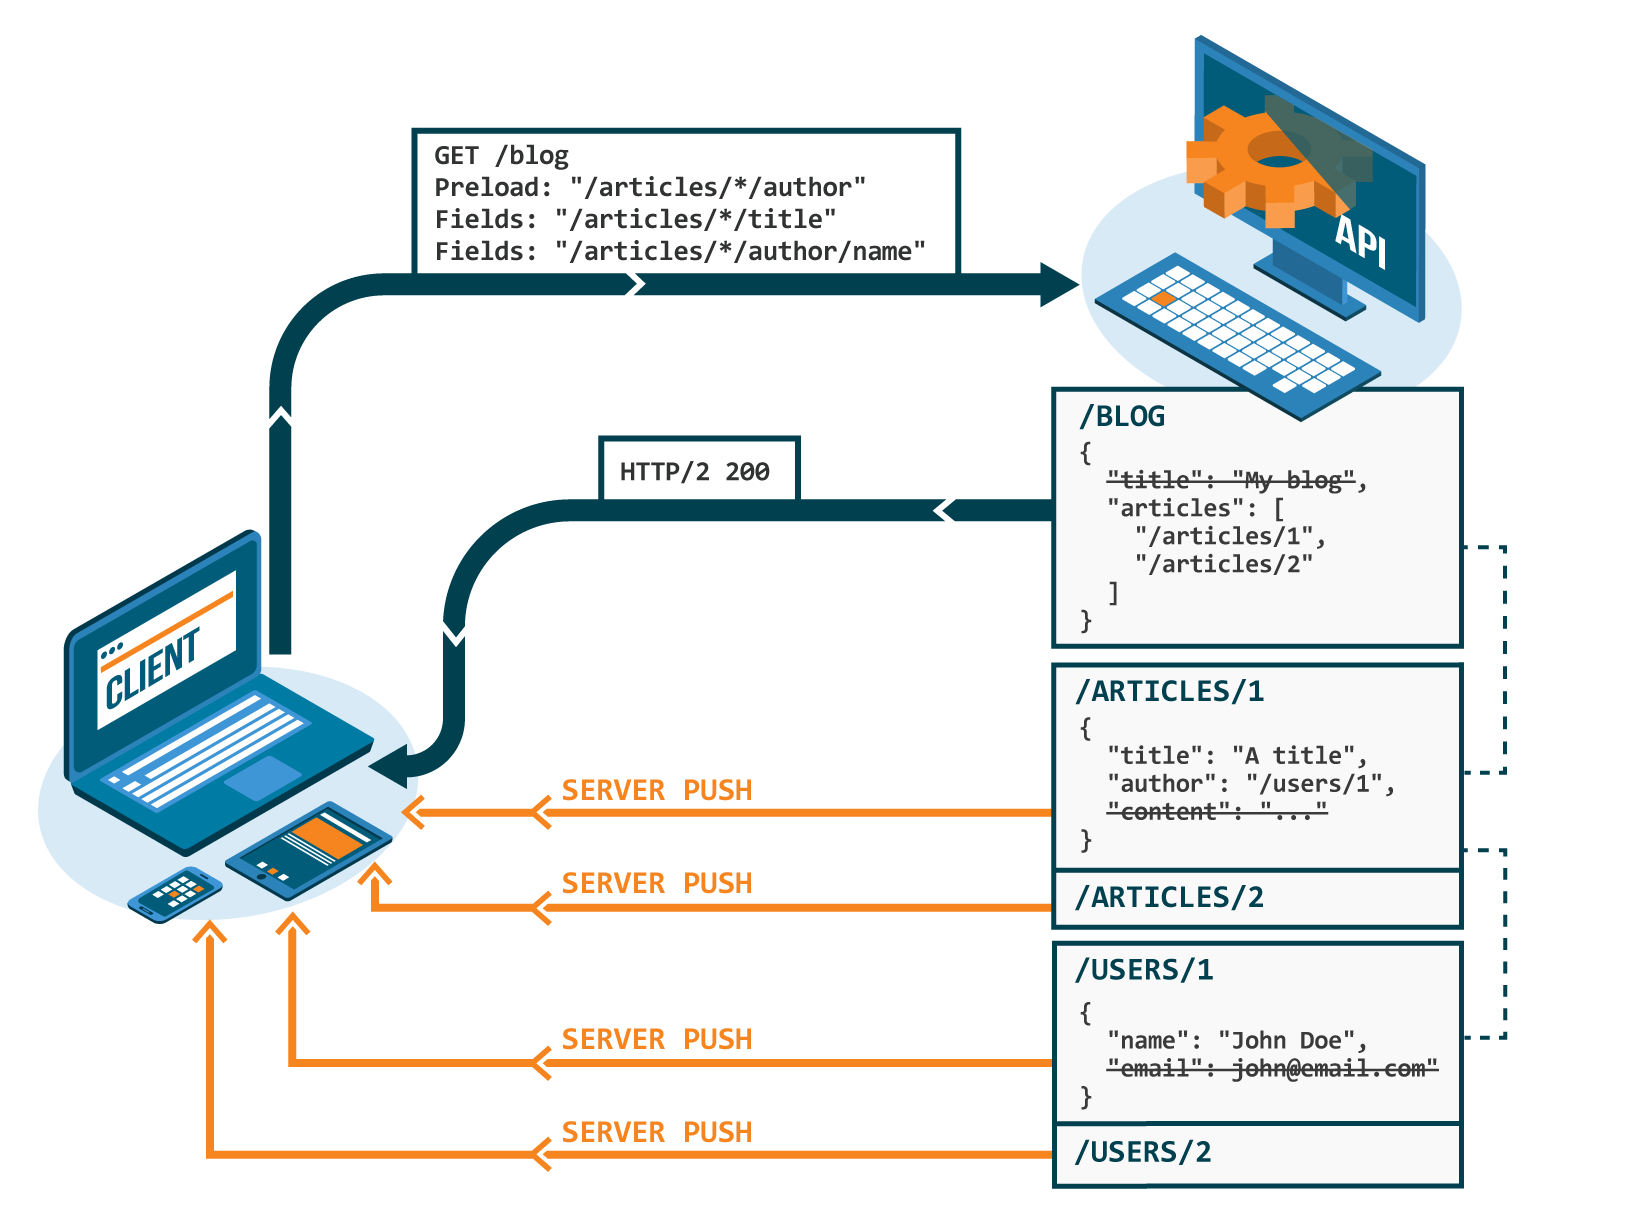 GET /blog
Preload: "/articles/*/author"
Fields: "/articles/*/title"
Fields: "/articles/*/author/name"
API
HTTP/2 200
/BLOG
{
"title": "My blog",
"articles": [
"/articles/1",
"/articles/2"
]
}
CLIENT
/ARTICLES/1
{
"title": "A title",
"author": "/users/1",
"content": "..."
}
SERVER PUSH
SERVER PUSH
/ARTICLES/2
/USERS/1
{
"name": "John Doe",
"email": john@email.com"
}
SERVER PUSH
SERVER PUSH
/USERS/2